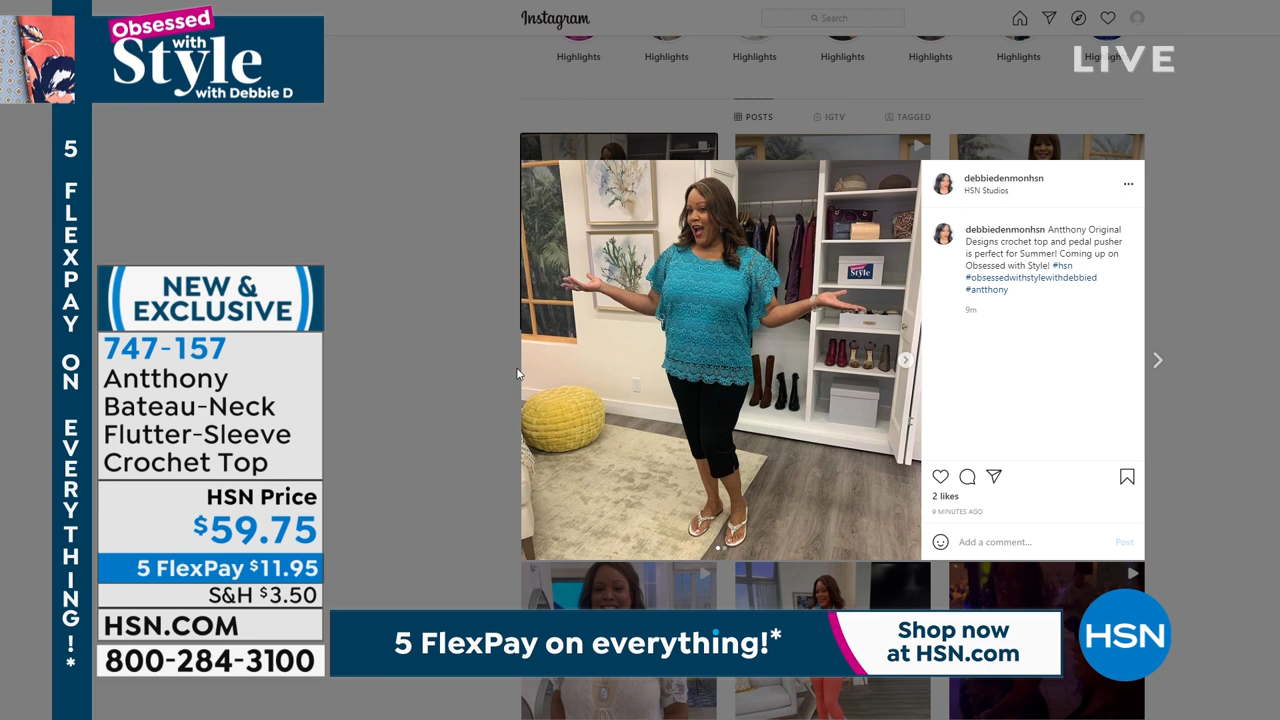 Obsessed
with
Style
with Debbie D
5 FLEXPAY ON EVERYTHING!*
NEW &
EXCLUSIVE
747-157
Antthony
Bateau-Neck
Flutter-Sleeve
Crochet Top
HSN Price
$59.75
5 FlexPay $11.95
S&H $3.50
HSN.COM
800-284-3100
Instagram
Search
LIVE
Highlights
Highlights
Highlights
Highlights
Highlights
Highlights
Highlights
POSTS
IGTV
TAGGED
Style
debbiedenmonhsn
HSN Studios
debbiedenmonhsn Antthony Original
Designs crochet top and pedal pusher
is perfect for Summer! Coming up on
Obsessed with Style! #hsn
#obsessedwithstylewithdebbied
#antthony
9m
2 likes
9 MINUTES AGO
Add a comment...
Post
5 FlexPay on everything!*
Shop now
at HSN.com
HSN